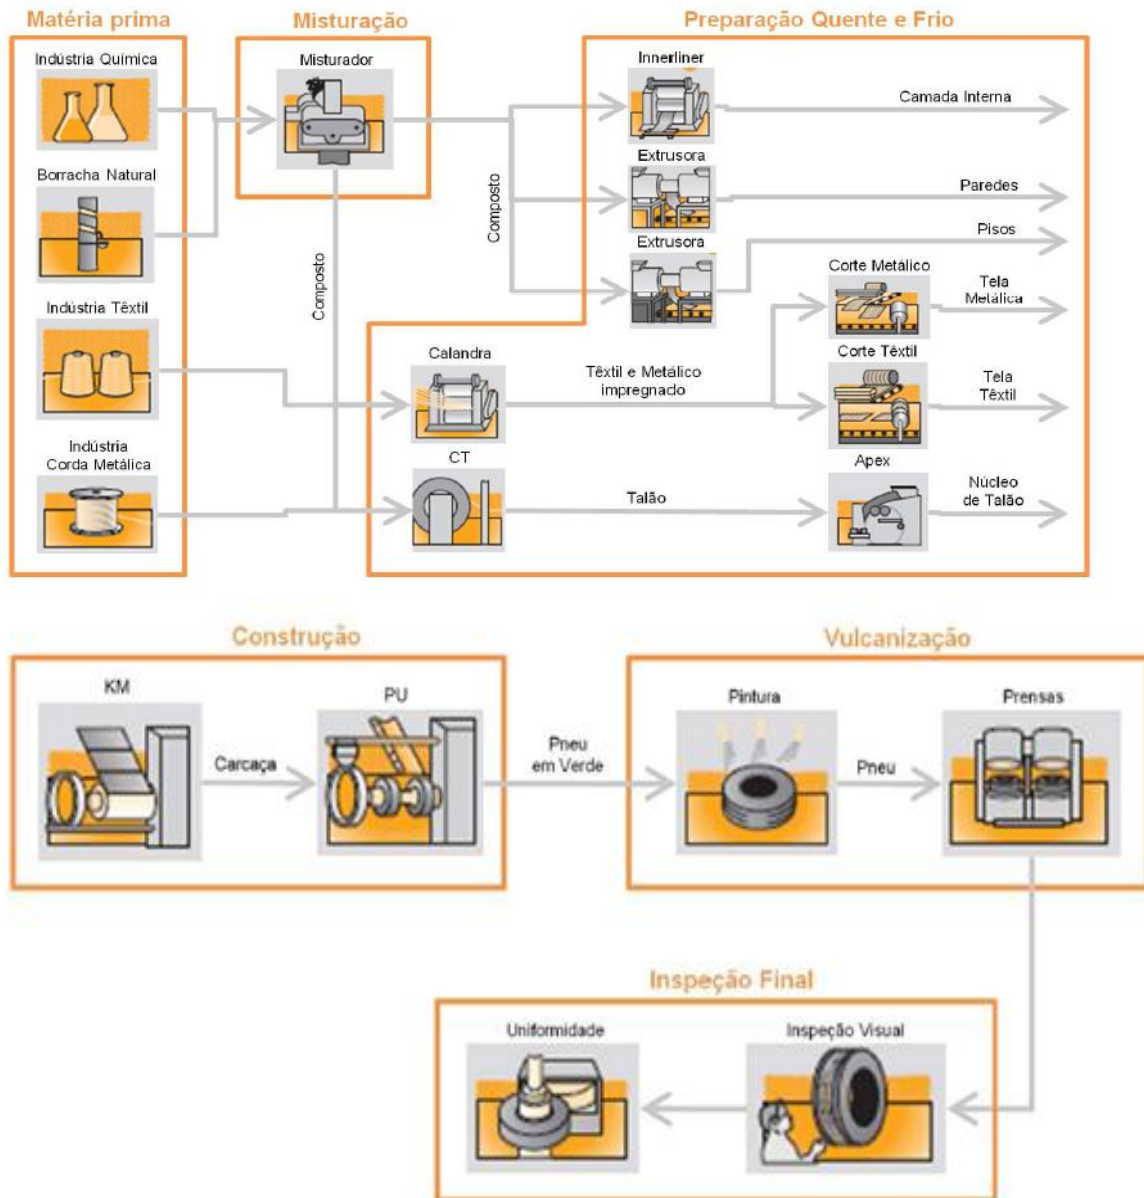 Matéria prima
Misturação
Preparação Quente e Frio
Indústria Química
Misturador
Innerliner
Camada Interna
Borracha Natural
Extrusora
Paredes
Composto
Composto
Extrusora
Pisos
Indústria Têxtil
Corte Metálico
Tela
Metálica
Calandra
Têxtil e Metálico
impregnado
Corte Têxtil
Tela
Têxtil
Indústria
Corda Metálica
CT
Talão
Apex
Núcleo
de Talão
Construção
Vulcanização
KM
PU
Pintura
Prensas
Carcaça
Pneu
em Verde
Pneu
Inspeção Final
Uniformidade
Inspeção Visual